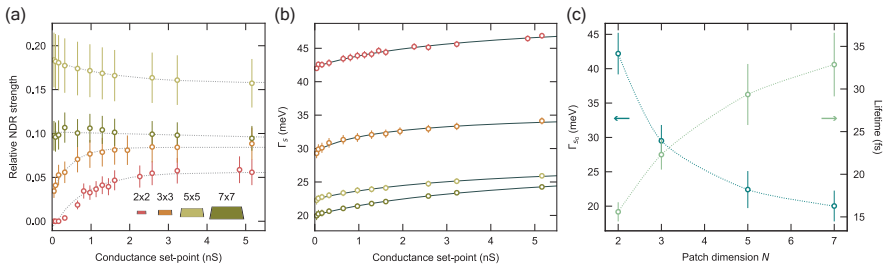 (a)
(b)
(c)
Relative NDR strength
0.20
0.15
0.10
0.05
0.00
2x2 3x3 5x5 7x7
0 1 2 3 4 5
Conductance set-point (nS)
Γs (meV)
45
40
35
30
25
20
0 1 2 3 4 5
Conductance set-point (nS)
Γs₀ (meV)
45
40
35
30
25
20
2 3 5 7
Patch dimension N
35
30
25
20
15
Lifetime (fs)